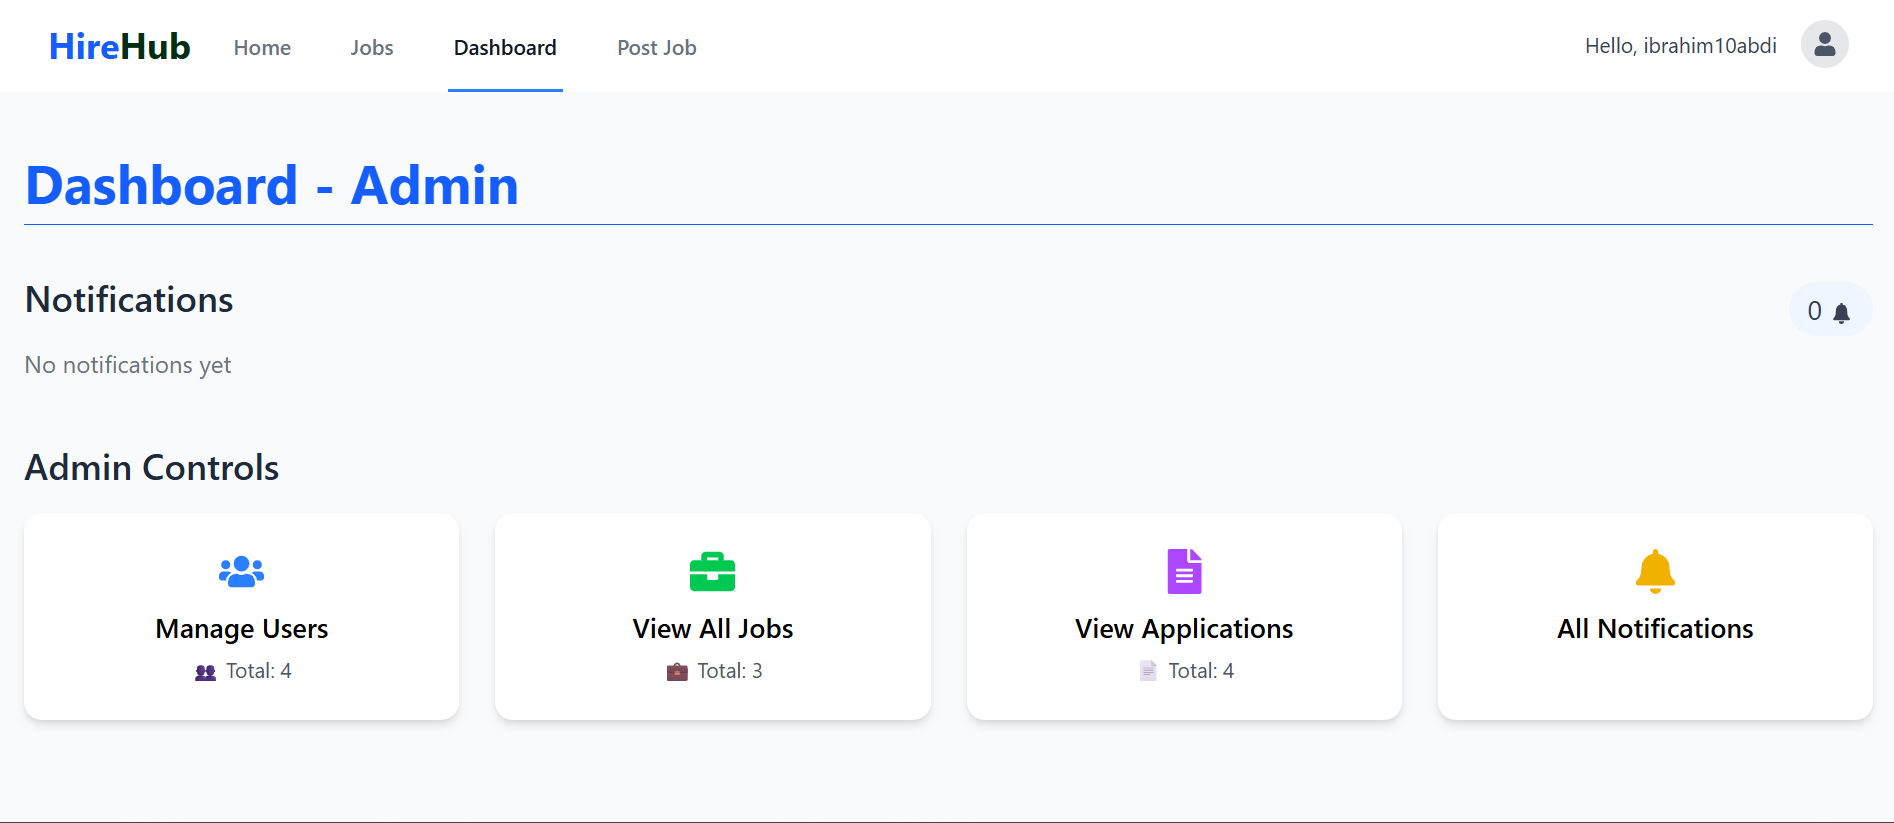 HireHub
Home
Jobs
Dashboard
Post Job
Hello, ibrahim10abdi
Dashboard - Admin
Notifications
0
No notifications yet
Admin Controls
Manage Users
Total: 4
View All Jobs
Total: 3
View Applications
Total: 4
All Notifications